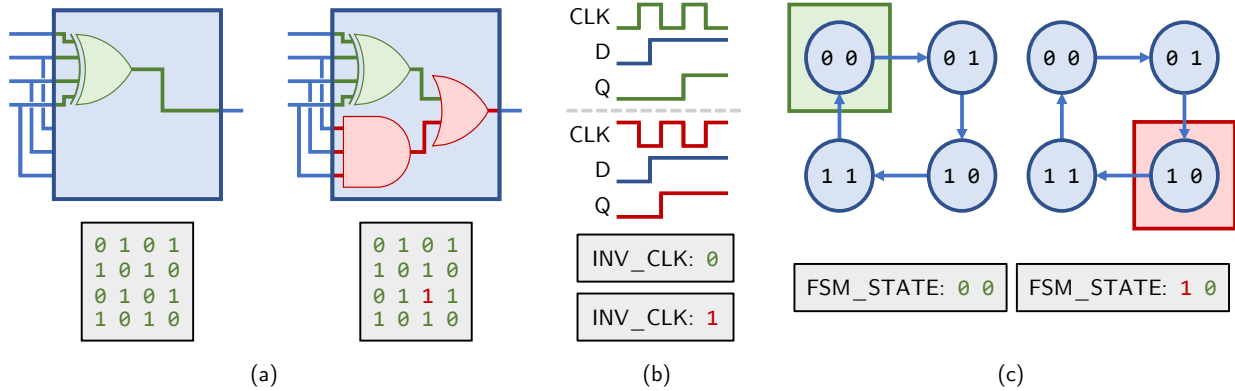 0 1 0 1
1 0 1 0
0 1 0 1
1 0 1 0
0 1 0 1
1 0 1 0
0 1 1 1
1 0 1 0
(a)
CLK
D
Q
CLK
D
Q
INV_CLK: 0
INV_CLK: 1
(b)
0 0
0 1
1 1
1 0
0 0
0 1
1 1
1 0
FSM_STATE: 0 0
FSM_STATE: 1 0
(c)